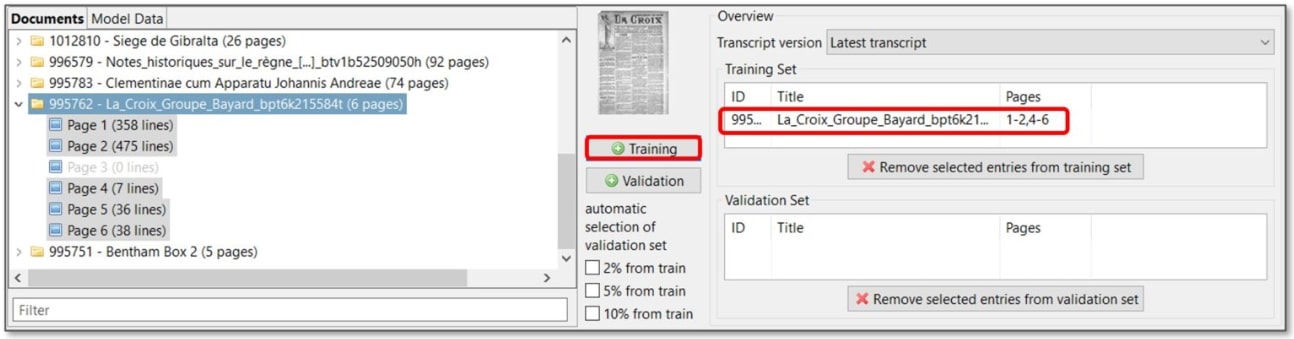 Documents Model Data
1012810 - Siege de Gibralta (26 pages)
996579 - Notes_historiques_sur_le_règne_[...]_btv1b52509050h (92 pages)
995783 - Clementinae cum Apparatu Johannis Andreae (74 pages)
995762 - La_Croix_Groupe_Bayard_bpt6k215584t (6 pages)
Page 1 (358 lines)
Page 2 (475 lines)
Page 3 (0 lines)
Page 4 (7 lines)
Page 5 (36 lines)
Page 6 (38 lines)
995751 - Bentham Box 2 (5 pages)
Filter
LA CROIX
Training
Validation
automatic
selection of
validation set
2% from train
5% from train
10% from train
Overview
Transcript version Latest transcript
Training Set
ID Title Pages
995... La_Croix_Groupe_Bayard_bpt6k21... 1-2,4-6
Remove selected entries from training set
Validation Set
ID Title Pages
Remove selected entries from validation set